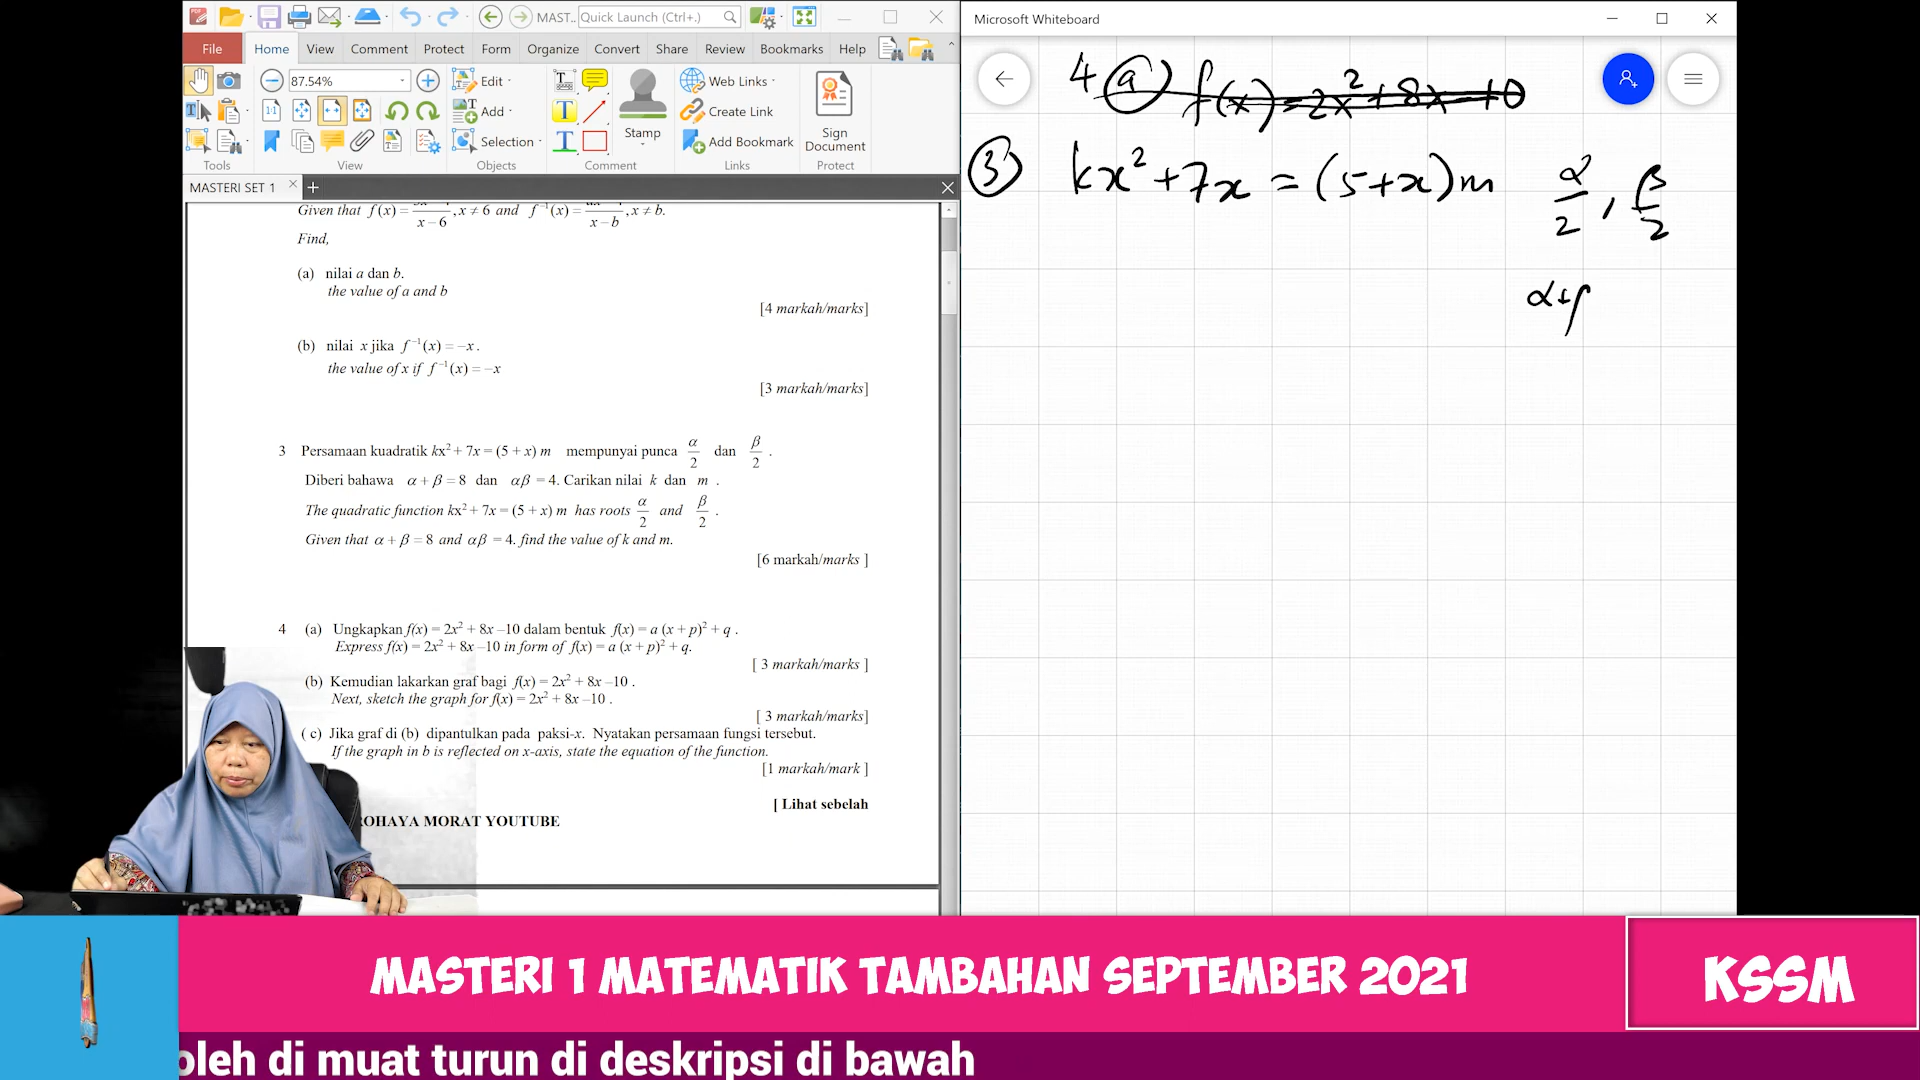 MAST..
Quick Launch (Ctrl+.)
File Home View Comment Protect Form Organize Convert Share Review Bookmarks Help
87.54%
Edit
Add
Selection
Stamp
Web Links
Create Link
Add Bookmark
Sign
Document
Tools View Objects Comment Links Protect
MASTERI SET 1
Given that f(x) = x − 6 , x ≠ 6 and f⁻¹(x) = x − b , x ≠ b.
Find,
(a) nilai a dan b.
the value of a and b
[4 markah/marks]
(b) nilai x jika f⁻¹(x) = −x .
the value of x if f⁻¹(x) = −x
[3 markah/marks]
3 Persamaan kuadratik kx² + 7x = (5 + x) m mempunyai punca α/2 dan β/2 .
Diberi bahawa α + β = 8 dan αβ = 4. Carikan nilai k dan m .
The quadratic function kx² + 7x = (5 + x) m has roots α/2 and β/2 .
Given that α + β = 8 and αβ = 4. find the value of k and m.
[6 markah/marks ]
4 (a) Ungkapkan f(x) = 2x² + 8x –10 dalam bentuk f(x) = a (x + p)² + q .
Express f(x) = 2x² + 8x –10 in form of f(x) = a (x + p)² + q.
[ 3 markah/marks ]
(b) Kemudian lakarkan graf bagi f(x) = 2x² + 8x –10 .
Next, sketch the graph for f(x) = 2x² + 8x –10 .
[ 3 markah/marks]
( c) Jika graf di (b) dipantulkan pada paksi-x. Nyatakan persamaan fungsi tersebut.
If the graph in b is reflected on x-axis, state the equation of the function.
[1 markah/mark ]
[ Lihat sebelah
ROHAYA MORAT YOUTUBE
Microsoft Whiteboard
4 (a) f(x) = 2x² + 8x + 10
(3) kx² + 7x = (5+x)m α/2 , β/2
α+β
MASTERI 1 MATEMATIK TAMBAHAN SEPTEMBER 2021
KSSM
oleh di muat turun di deskripsi di bawah